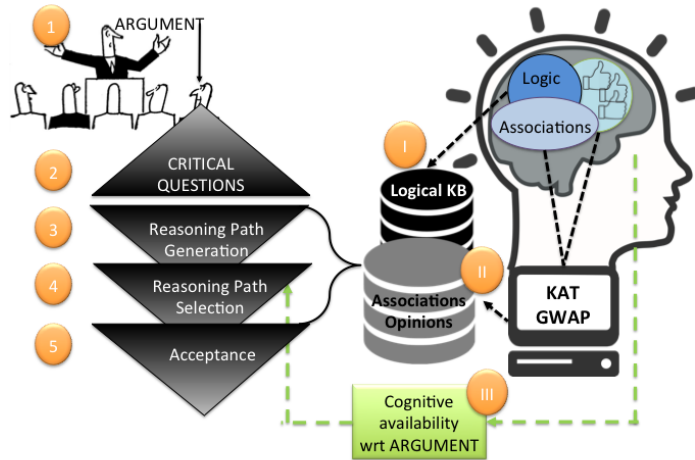 1
ARGUMENT
2
CRITICAL
QUESTIONS
3
Reasoning Path
Generation
4
Reasoning Path
Selection
5
Acceptance
I
Logical KB
II
Associations
Opinions
Logic
Associations
KAT
GWAP
III
Cognitive
availability
wrt ARGUMENT